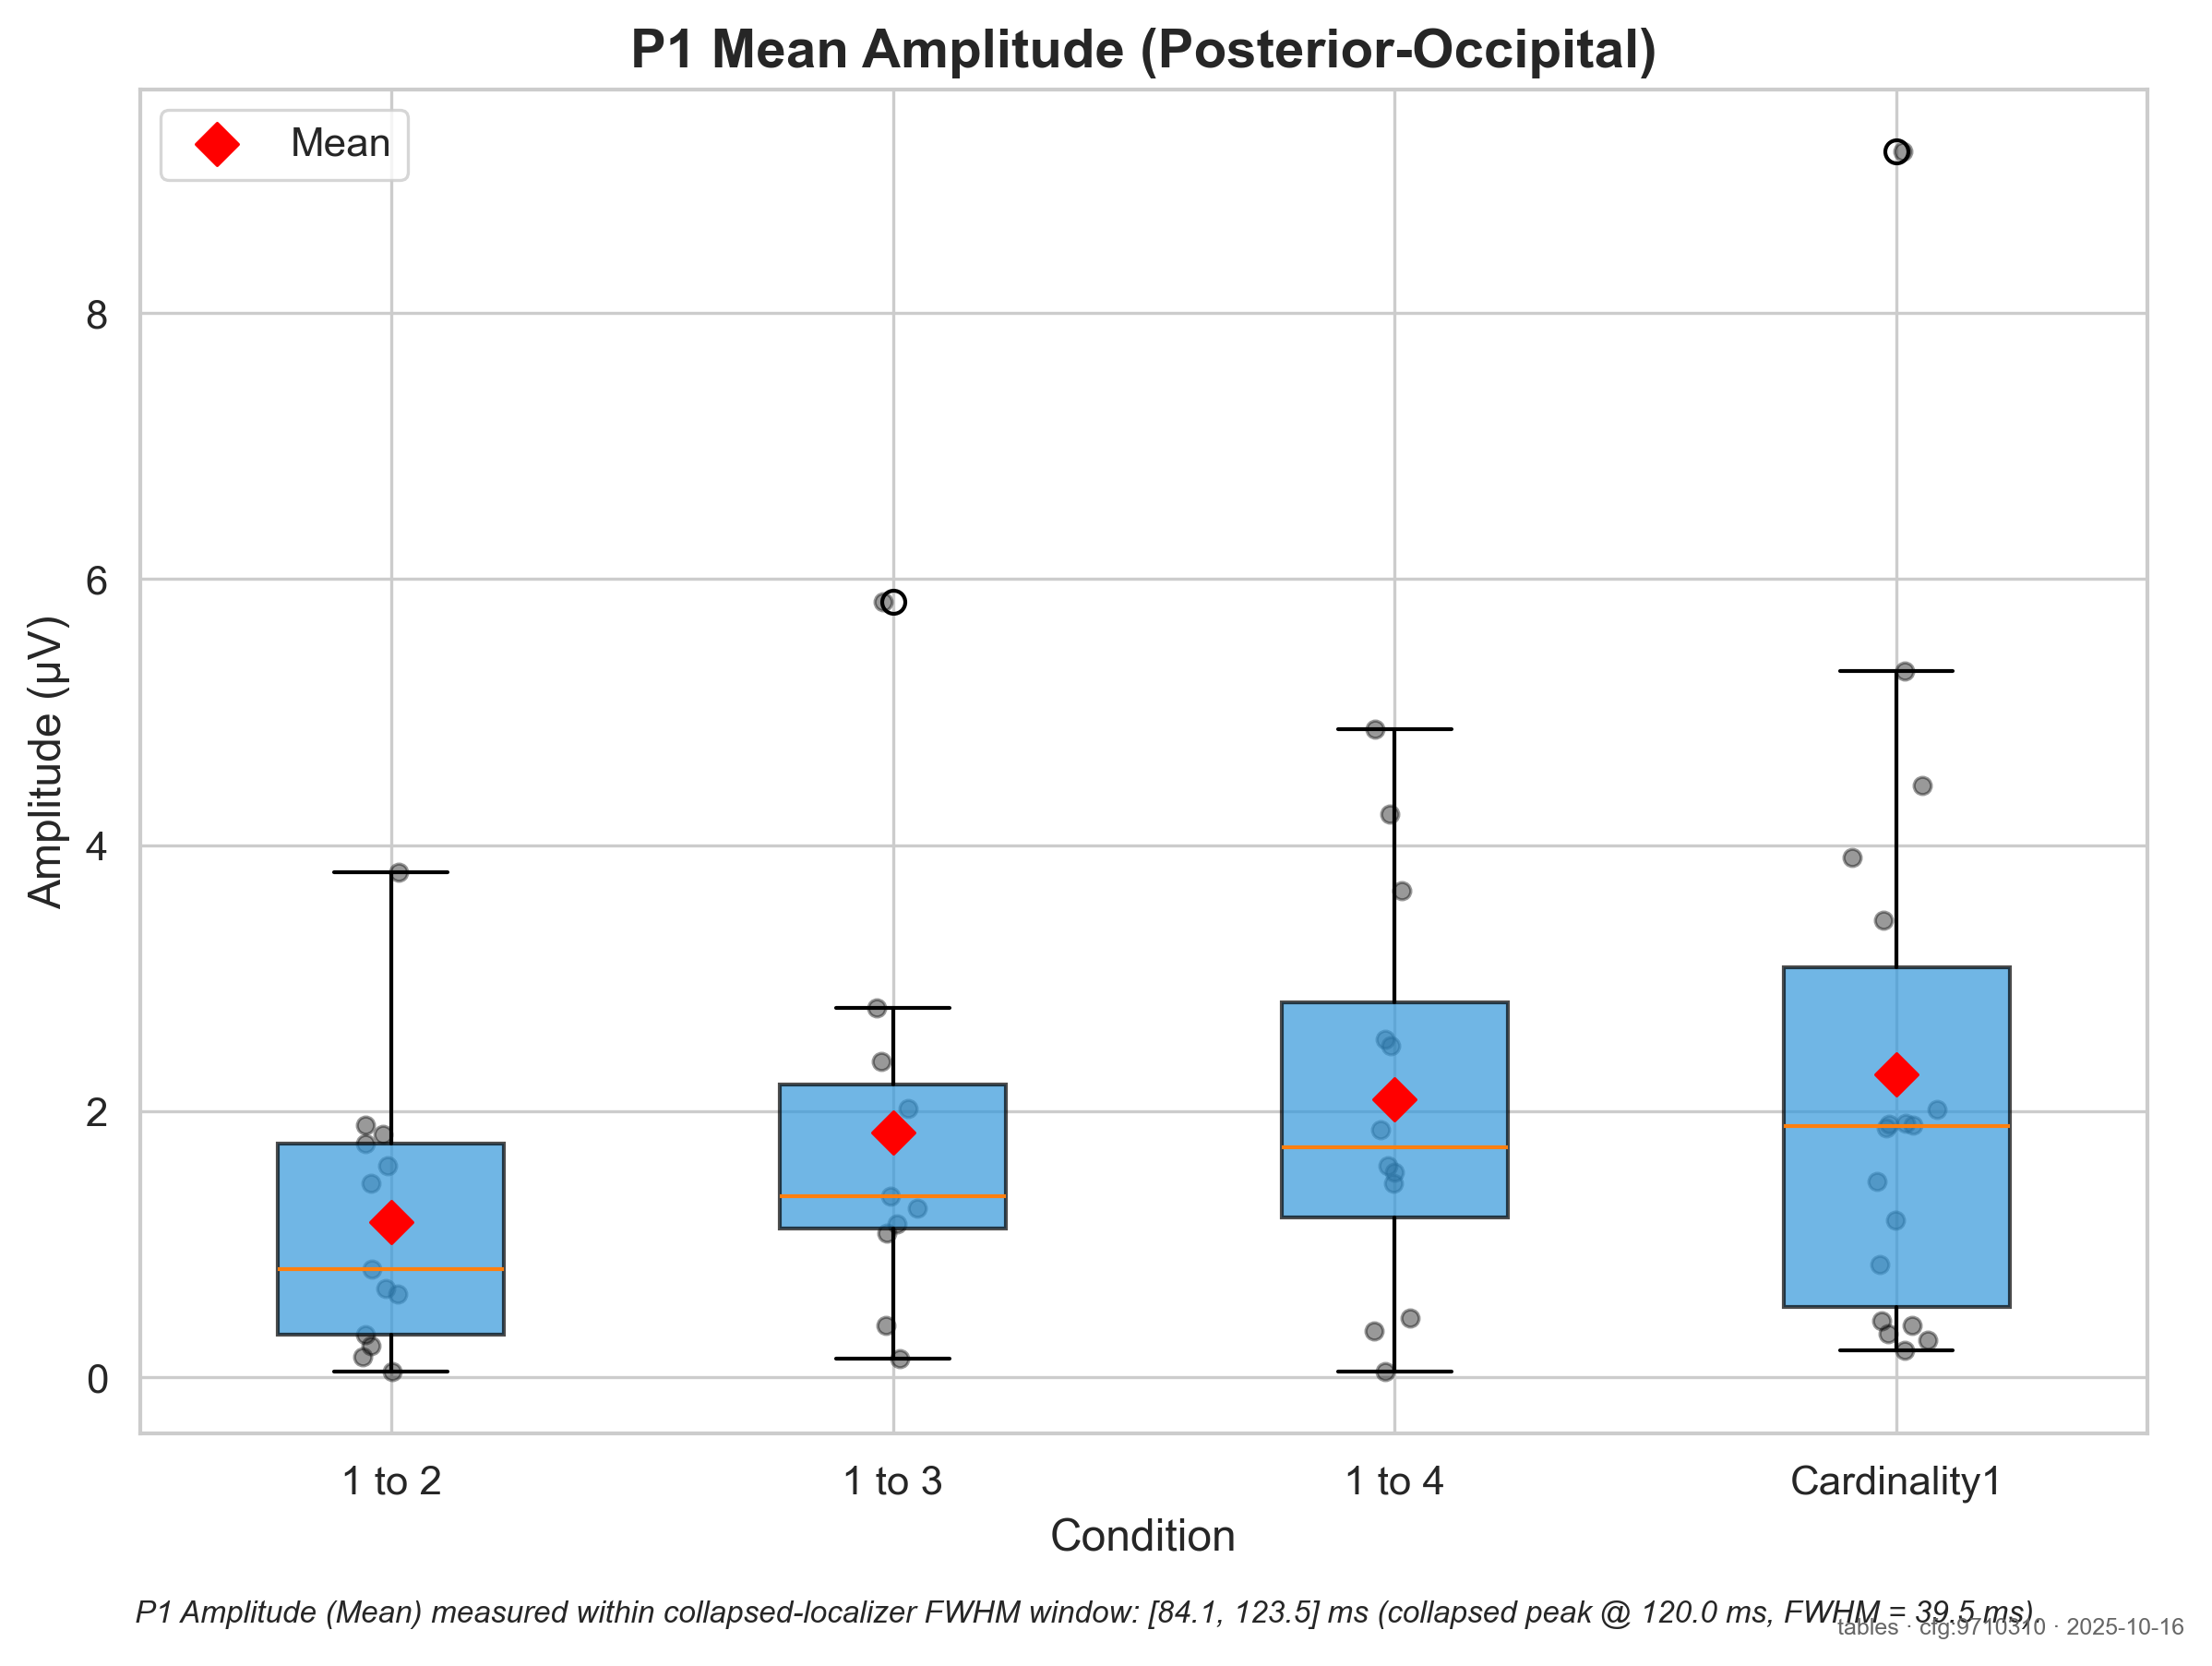 P1 Mean Amplitude (Posterior-Occipital)
Mean
8
6
4
2
0
Amplitude (µV)
1 to 2
1 to 3
1 to 4
Cardinality1
Condition
P1 Amplitude (Mean) measured within collapsed-localizer FWHM window: [84.1, 123.5] ms (collapsed peak @ 120.0 ms, FWHM = 39.5 ms).
tables · cfg:9710310 · 2025-10-16